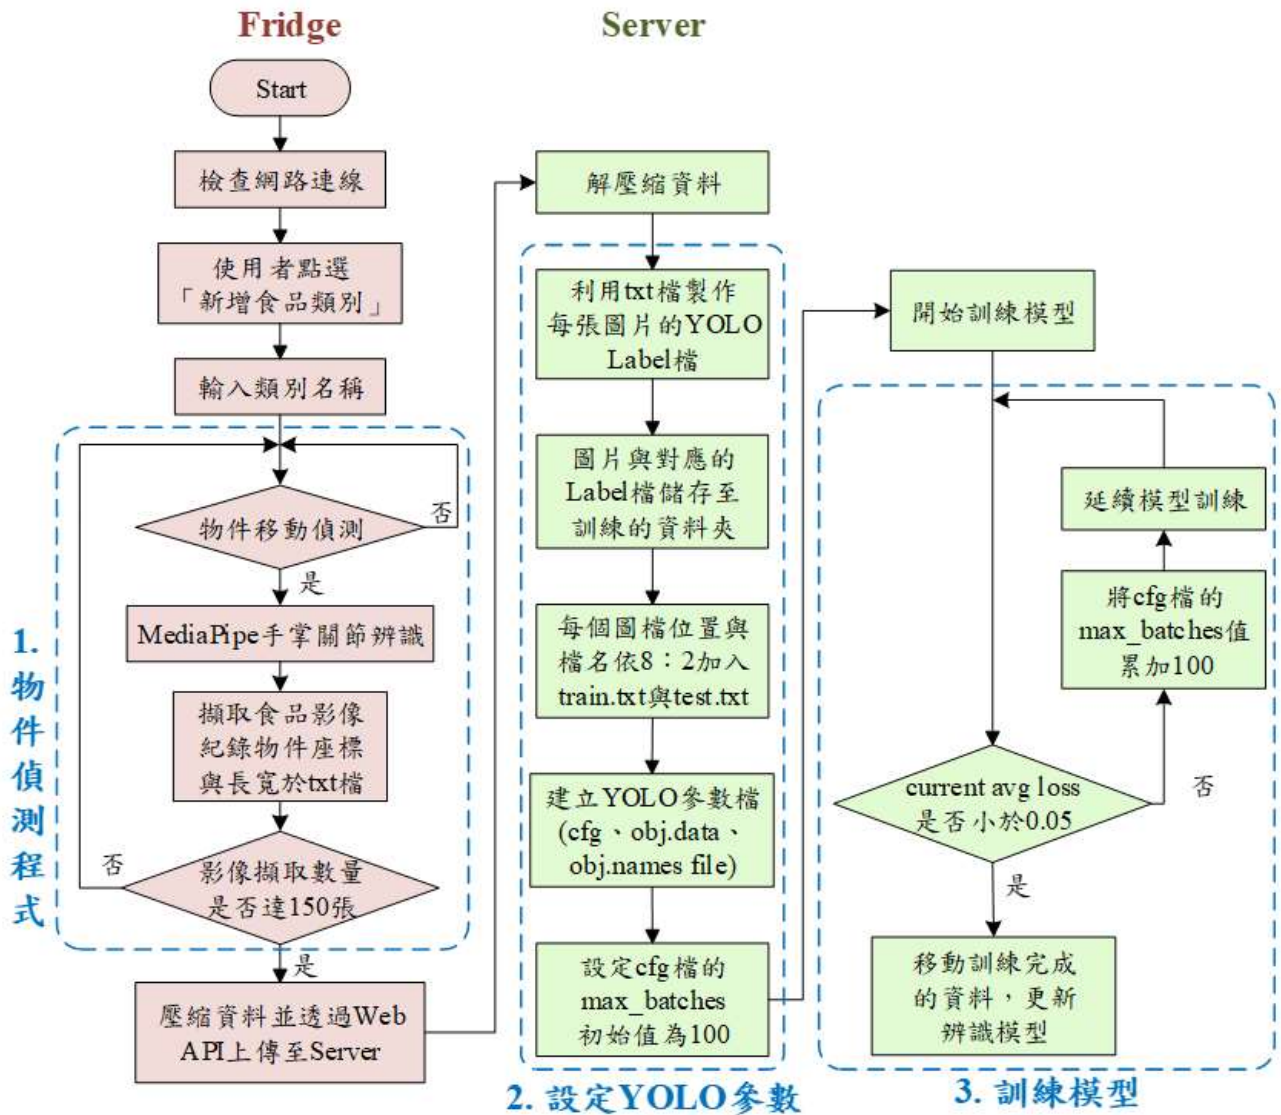 Fridge
Start
檢查網路連線
使用者點選
「新增食品類別」
輸入類別名稱
物件移動偵測
否
是
MediaPipe手掌關節辨識
擷取食品影像
紀錄物件座標
與長寬於txt檔
影像擷取數量
是否達150張
否
是
1.
物
件
偵
測
程
式
壓縮資料並透過Web
API上傳至Server
Server
解壓縮資料
利用txt檔製作
每張圖片的YOLO
Label檔
圖片與對應的
Label檔儲存至
訓練的資料夾
每個圖檔位置與
檔名依8：2加入
train.txt與test.txt
建立YOLO參數檔
(cfg、obj.data、
obj.names file)
設定cfg檔的
max_batches
初始值為100
2. 設定YOLO參數
開始訓練模型
延續模型訓練
將cfg檔的
max_batches值
累加100
current avg loss
是否小於0.05
否
是
移動訓練完成
的資料，更新
辨識模型
3. 訓練模型